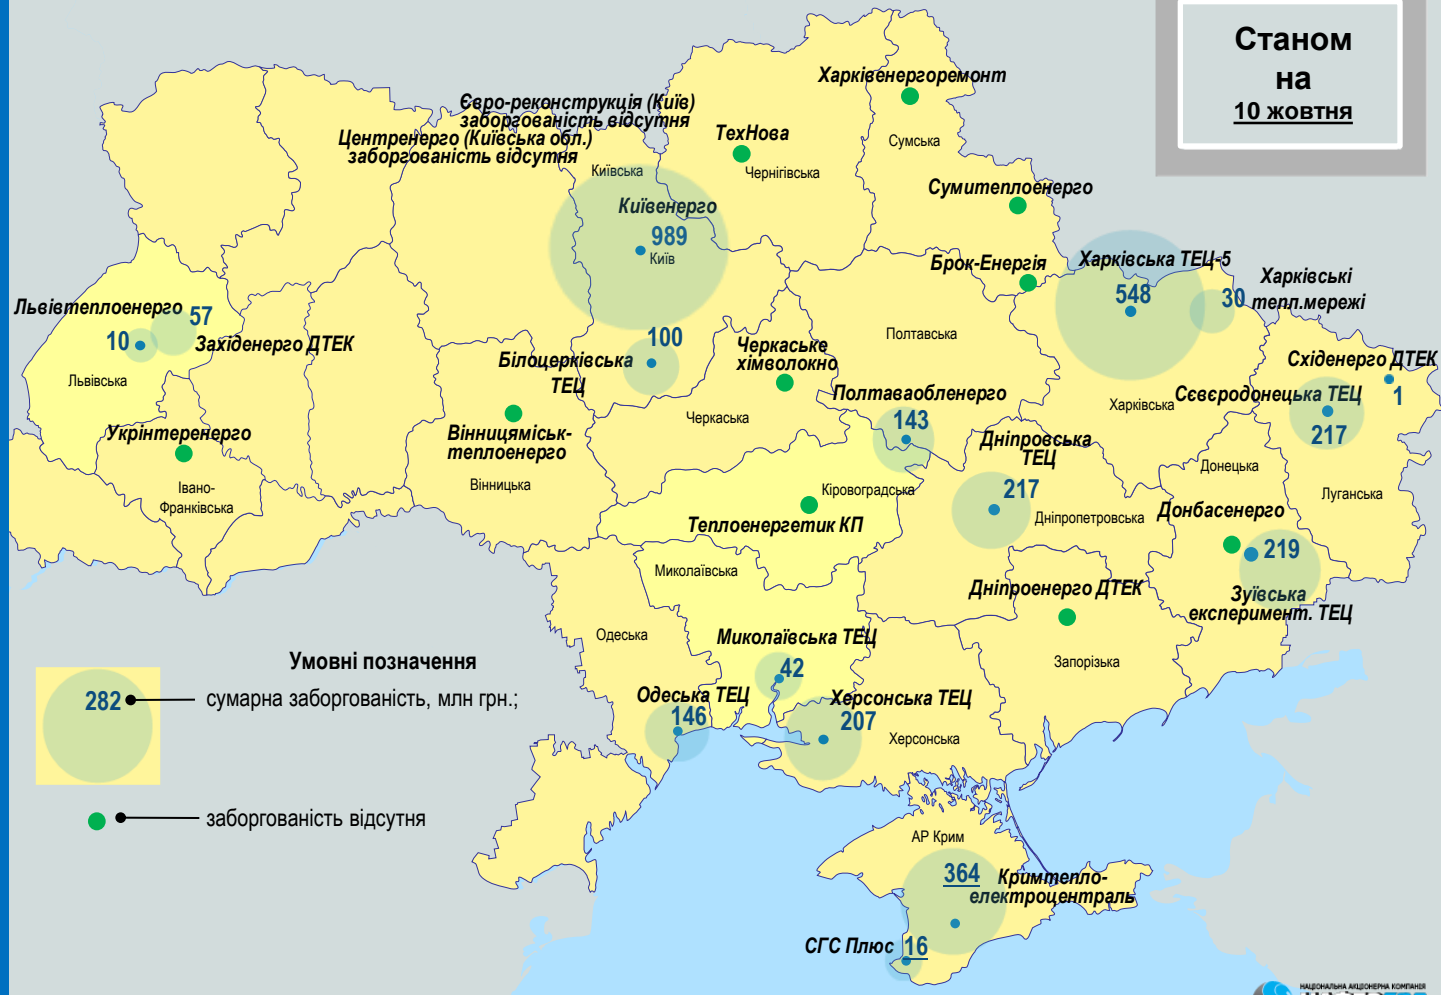 Станом
на
10 жовтня
Харківенергоремонт
Євро-реконструкція (Київ)
заборгованість відсутня
Центренерго (Київська обл.)
заборгованість відсутня
ТехНова
Сумська
Київська
Чернігівська
Сумитеплоенерго
Київенерго
989
Київ
Брок-Енергія
Харківська ТЕЦ-5
548
Харківські
тепл.мережі
30
Львівтеплоенерго
57
10
Західенерго ДТЕК
Львівська
100
Білоцерківська
ТЕЦ
Черкаське
хімволокно
Полтавська
Полтаваобленерго
143
Східенерго ДТЕК
1
Сєвєродонецька ТЕЦ
217
Харківська
Черкаська
Укрінтеренерго
Івано-
Франківська
Вінницяміськ-
теплоенерго
Вінницька
Дніпровська
ТЕЦ
217
Дніпропетровська
Донецька
Луганська
Кіровоградська
Теплоенергетик КП
Донбасенерго
219
Зуївська
експеримент. ТЕЦ
Миколаївська
Дніпроенерго ДТЕК
Одеська
Миколаївська ТЕЦ
42
Запорізька
Одеська ТЕЦ
146
Херсонська ТЕЦ
207
Херсонська
Умовні позначення
282
сумарна заборгованість, млн грн.;
заборгованість відсутня
АР Крим
364
Кримтепло-
електроцентраль
СГС Плюс
16
НАЦІОНАЛЬНА АКЦІОНЕРНА КОМПАНІЯ